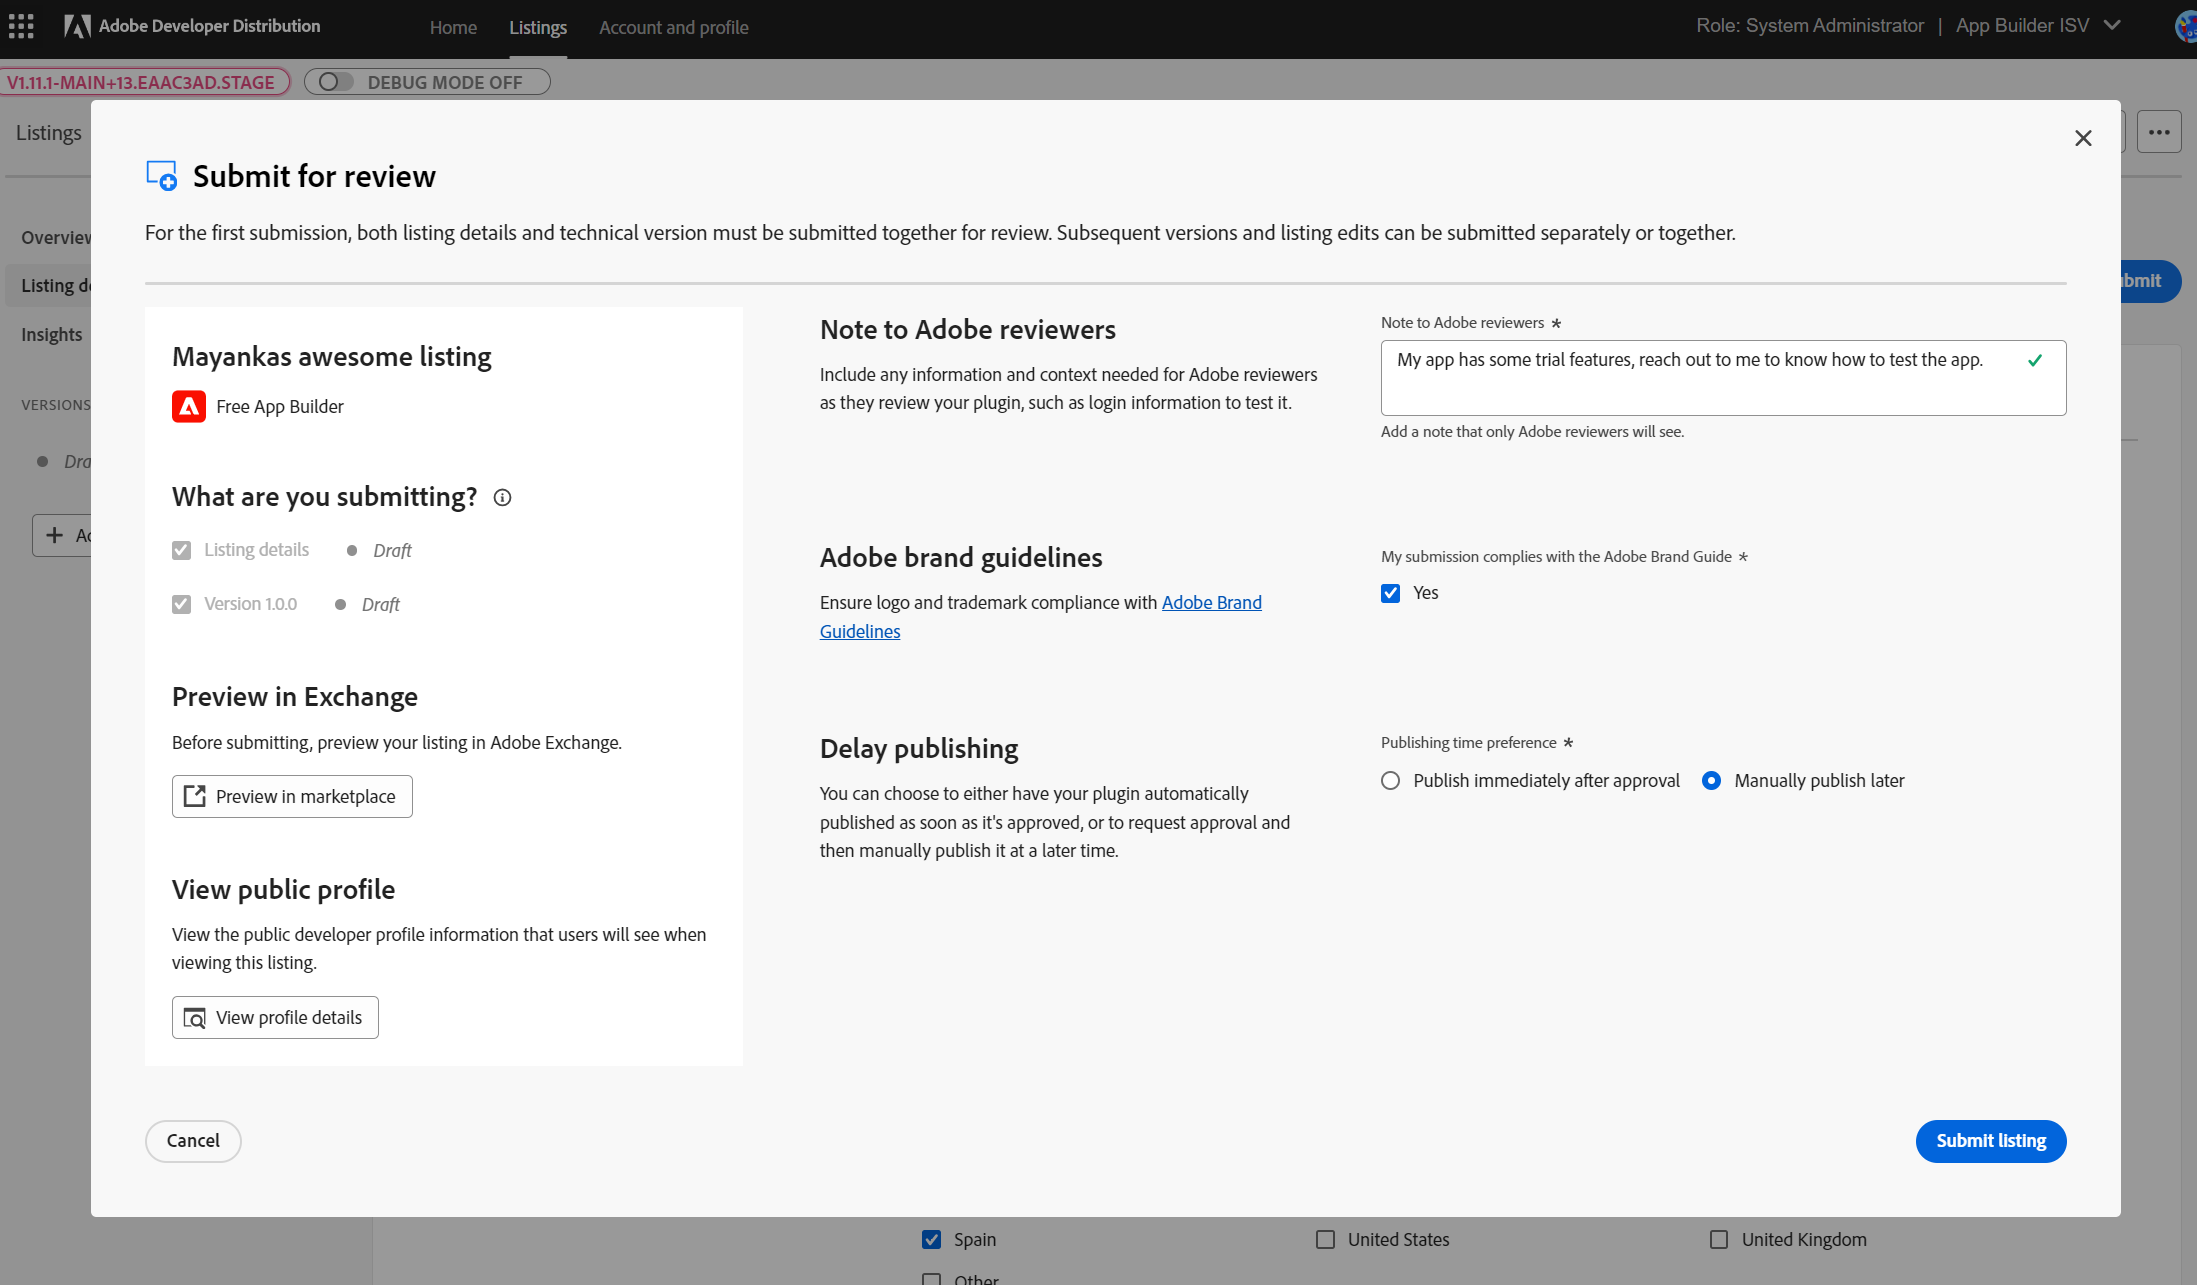 Adobe Developer Distribution
Home
Listings
Account and profile
Role: System Administrator | App Builder ISV
V1.11.1-MAIN+13.EAAC3AD.STAGE
DEBUG MODE OFF
Listings
Overview
Listing de
Insights
VERSIONS
Dra
Submit for review
For the first submission, both listing details and technical version must be submitted together for review. Subsequent versions and listing edits can be submitted separately or together.
Mayankas awesome listing
Free App Builder
What are you submitting?
Listing details
Draft
Version 1.0.0
Draft
Preview in Exchange
Before submitting, preview your listing in Adobe Exchange.
Preview in marketplace
View public profile
View the public developer profile information that users will see when
viewing this listing.
View profile details
Note to Adobe reviewers
Include any information and context needed for Adobe reviewers
as they review your plugin, such as login information to test it.
Note to Adobe reviewers *
My app has some trial features, reach out to me to know how to test the app.
Add a note that only Adobe reviewers will see.
Adobe brand guidelines
Ensure logo and trademark compliance with Adobe Brand
Guidelines
My submission complies with the Adobe Brand Guide *
Yes
Delay publishing
You can choose to either have your plugin automatically
published as soon as it's approved, or to request approval and
then manually publish it at a later time.
Publishing time preference *
Publish immediately after approval
Manually publish later
Cancel
Submit listing
bmit
Spain
United States
United Kingdom
Other